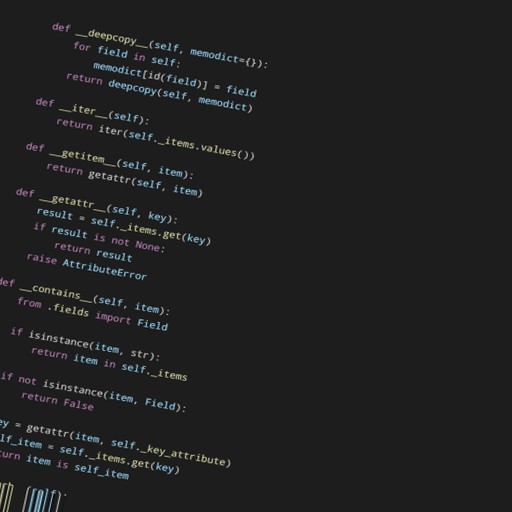 def __deepcopy__(self, memodict={}):
for field in self:
memodict[id(field)] = field
return deepcopy(self, memodict)
def __iter__(self):
return iter(self._items.values())
def __getitem__(self, item):
return getattr(self, item)
def __getattr__(self, key):
result = self._items.get(key)
if result is not None:
return result
raise AttributeError
def __contains__(self, item):
from .fields import Field
if isinstance(item, str):
return item in self._items
if not isinstance(item, Field):
return False
ey = getattr(item, self._key_attribute)
lf_item = self._items.get(key)
urn item is self_item